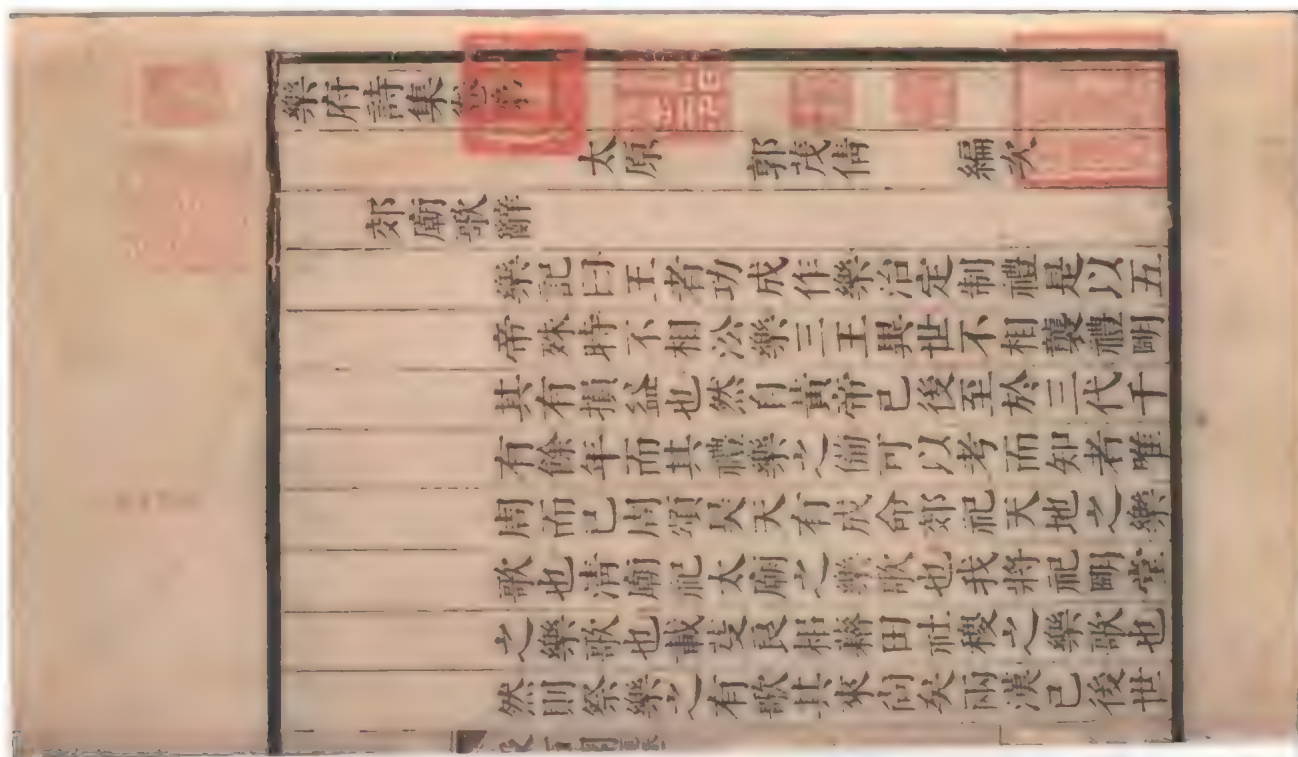 樂府詩集卷第
太原 郭茂倩 編次
郊廟歌辭
樂記曰王者功成作樂治定制禮是以五
帝殊時不相沿樂三王異世不相襲禮明
其有損益也然自黃帝已後至於三代千
有餘年而其禮樂之備可以考而知者唯
周而已周頌昊天有成命郊祀天地之樂
歌也清廟祀太廟之樂歌也我將祀明堂
之樂歌也載芟良耜藉田社稷之樂歌也
然則祭樂之有歌其來尚矣兩漢已後世